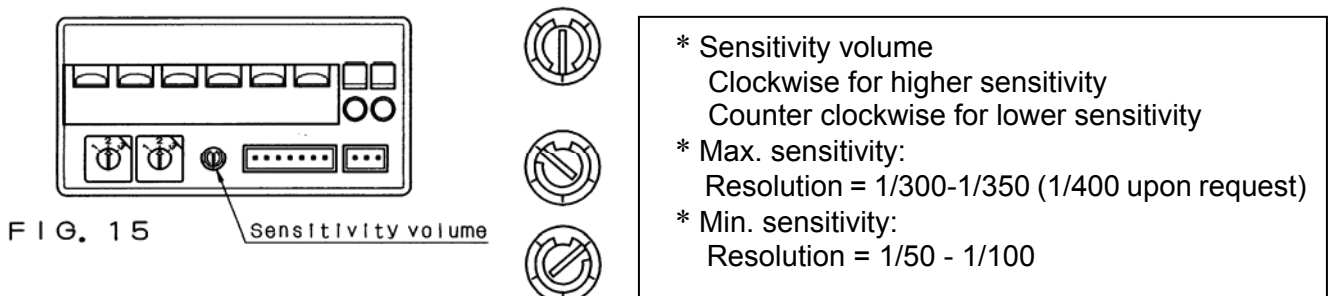 FIG. 15
Sensitivity volume
* Sensitivity volume
Clockwise for higher sensitivity
Counter clockwise for lower sensitivity
* Max. sensitivity:
Resolution = 1/300-1/350 (1/400 upon request)
* Min. sensitivity:
Resolution = 1/50 - 1/100